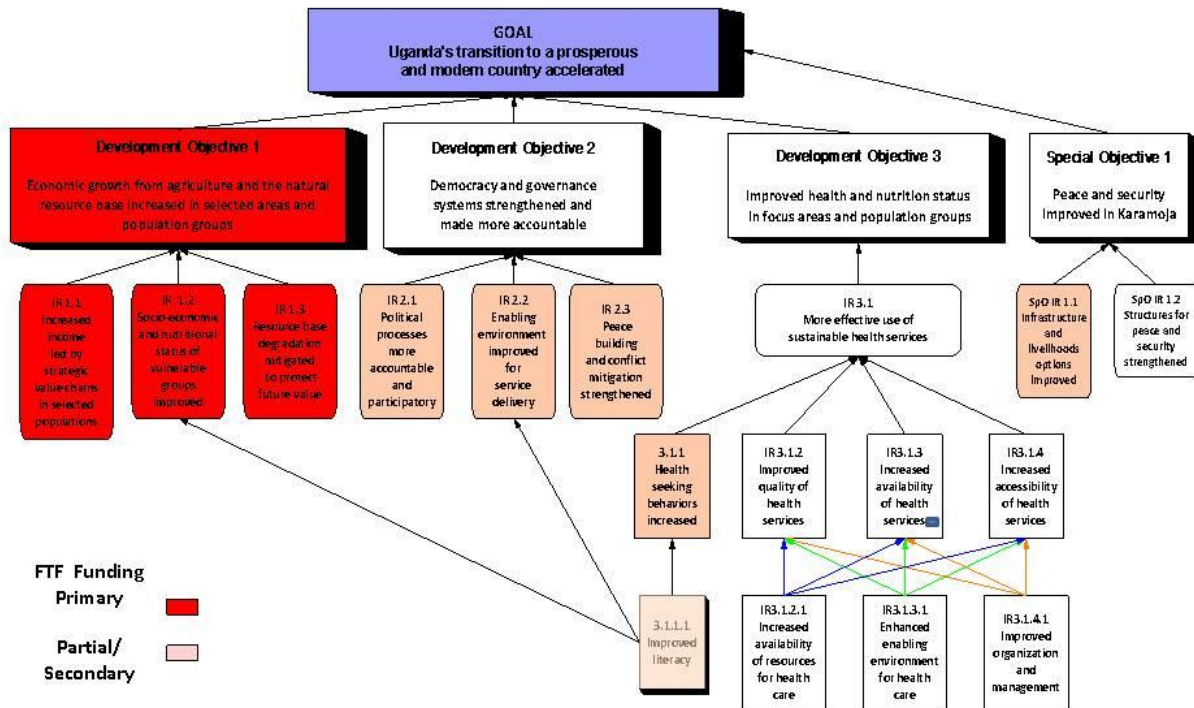 GOAL
Uganda's transition to a prosperous
and modern country accelerated
Development Objective 1
Economic growth from agriculture and the natural
resource base increased in selected areas and
population groups
Development Objective 2
Democracy and governance
systems strengthened and
made more accountable
Development Objective 3
Improved health and nutrition status
in focus areas and population groups
Special Objective 1
Peace and security
Improved in Karamoja
IR 1.1
Increased
income
led by
strategic
value chains
in selected
populations
IR 1.2
Socio-economic
and nutritional
status of
vulnerable
groups
improved
IR 1.3
Resource base
degradation
mitigated
to protect
future value
IR 2.1
Political
processes
more
accountable
and
participatory
IR 2.2
Enabling
environment
improved
for
service
delivery
IR 2.3
Peace
building
and conflict
mitigation
strengthened
IR 3.1
More effective use of
sustainable health services
SpO IR 1.1
Infrastructure
and
livelihoods
options
Improved
SpO IR 1.2
Structures for
peace and
security
strengthened
3.1.1
Health
seeking
behaviors
increased
IR3.1.2
Improved
quality of
health
services
IR3.1.3
Increased
availability
of health
services
IR3.1.4
Increased
accessibility
of health
services
FTF Funding
Primary
Partial/
Secondary
3.1.1.1
Improved
literacy
IR3.1.2.1
Increased
availability
of resources
for health
care
IR3.1.3.1
Enhanced
enabling
environment
for health
care
IR3.1.4.1
Improved
organization
and
management